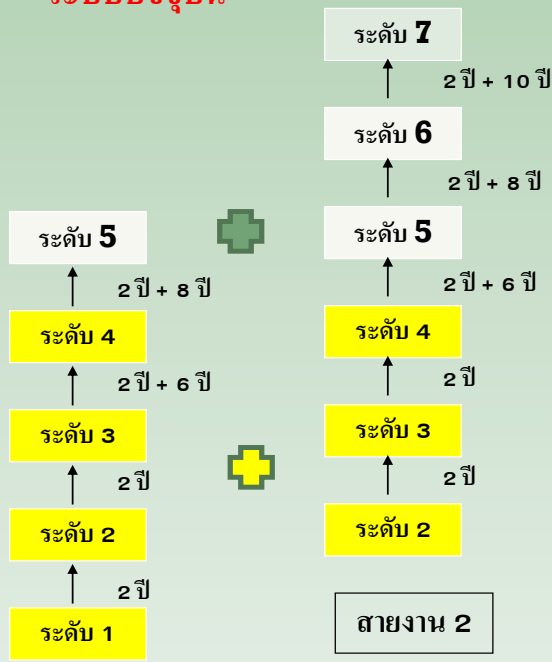 ระดับ 7
2 ปี + 10 ปี
ระดับ 6
2 ปี + 8 ปี
ระดับ 5
2 ปี + 6 ปี
ระดับ 4
2 ปี
ระดับ 3
2 ปี
ระดับ 2
สายงาน 2
ระดับ 5
2 ปี + 8 ปี
ระดับ 4
2 ปี + 6 ปี
ระดับ 3
2 ปี
ระดับ 2
2 ปี
ระดับ 1